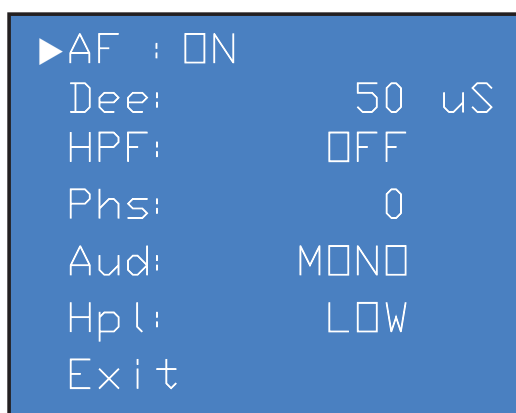 ▶AF : ON
Dee: 50 uS
HPF: OFF
Phs: 0
Aud: MONO
Hpl: LOW
Exit